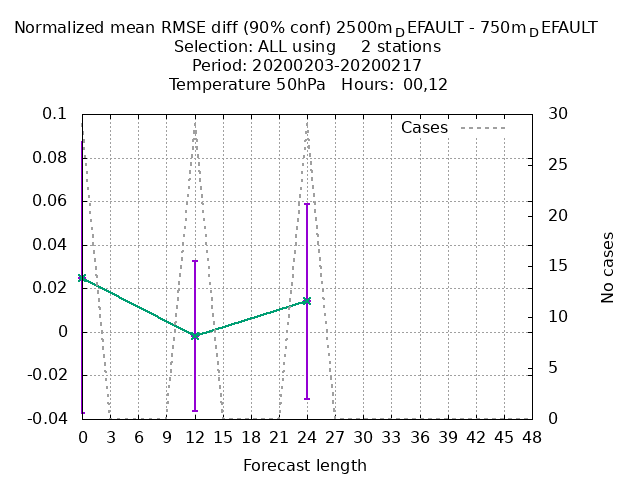 Normalized mean RMSE diff (90% conf) 2500m_DEFAULT - 750m_DEFAULT
Selection: ALL using 2 stations
Period: 20200203-20200217
Temperature 50hPa Hours: 00,12
0.1
0.08
0.06
0.04
0.02
0
-0.02
-0.04
30
25
20
15
10
5
0
Cases
No cases
0 3 6 9 12 15 18 21 24 27 30 33 36 39 42 45 48
Forecast length